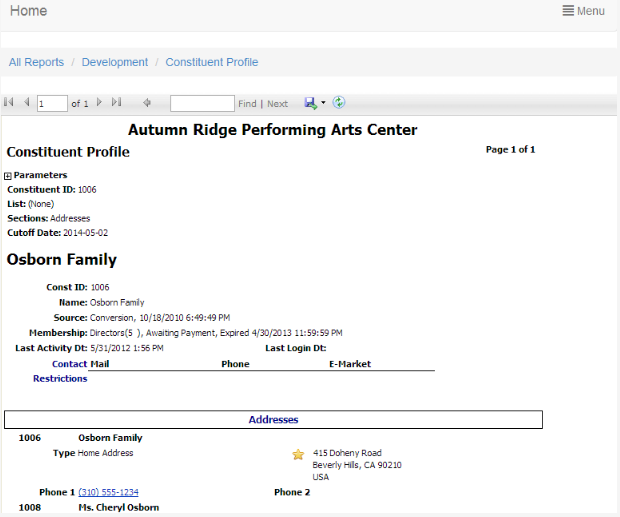 Home Menu
All Reports / Development / Constituent Profile
1 of 1 Find | Next
Autumn Ridge Performing Arts Center
Constituent Profile Page 1 of 1
Parameters
Constituent ID: 1006
List: (None)
Sections: Addresses
Cutoff Date: 2014-05-02
Osborn Family
Const ID: 1006
Name: Osborn Family
Source: Conversion, 10/18/2010 6:49:49 PM
Membership: Directors(5 ), Awaiting Payment, Expired 4/30/2013 11:59:59 PM
Last Activity Dt: 5/31/2012 1:56 PM Last Login Dt:
Contact Mail Phone E-Market
Restrictions
Addresses
1006 Osborn Family
Type Home Address 415 Doheny Road
Beverly Hills, CA 90210
USA
Phone 1 (310) 555-1234 Phone 2
1008 Ms. Cheryl Osborn